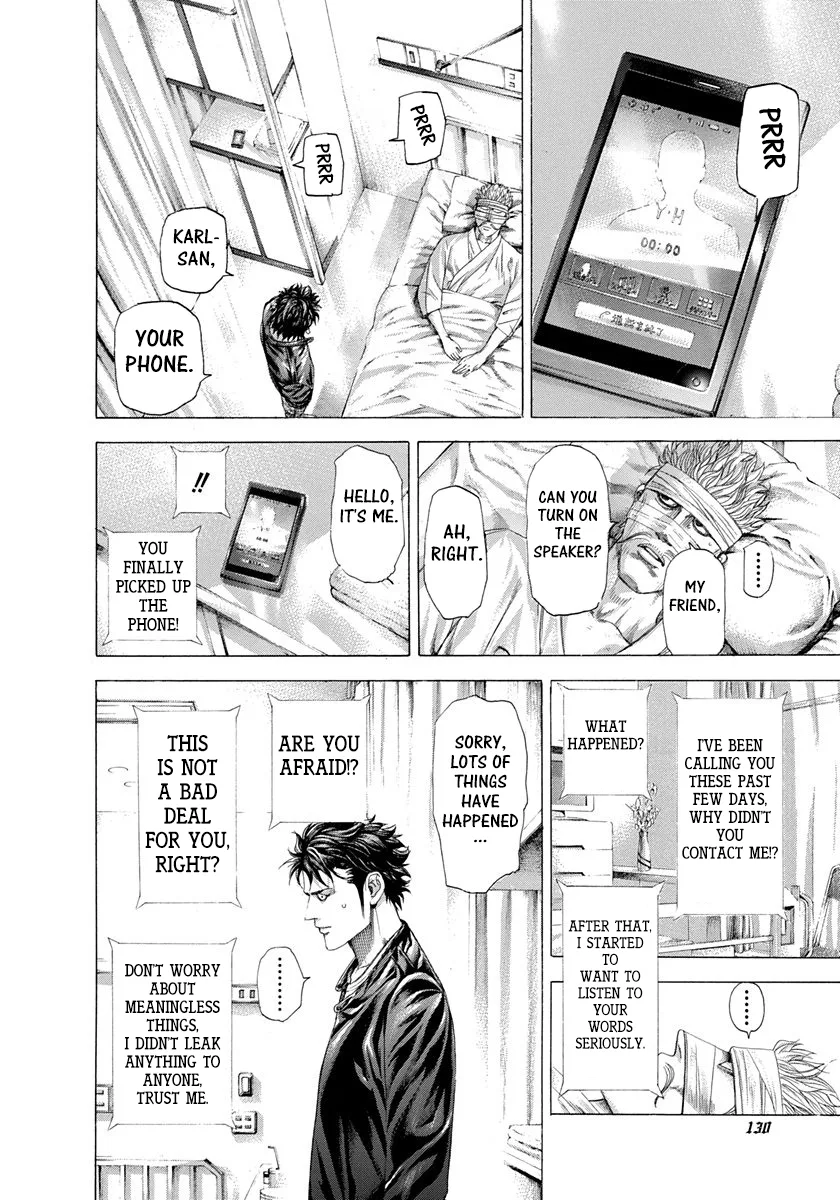 PRRR
Y·H
00:00
PRRR
PRRR
KARL-
SAN,
YOUR
PHONE.
......
MY
FRIEND,
CAN YOU
TURN ON
THE
SPEAKER?
AH,
RIGHT.
HELLO,
IT'S ME.
!!
YOU
FINALLY
PICKED UP
THE
PHONE!
I'VE BEEN
CALLING YOU
THESE PAST
FEW DAYS,
WHY DIDN'T
YOU
CONTACT ME!?
WHAT
HAPPENED?
AFTER THAT,
I STARTED
TO
WANT TO
LISTEN TO
YOUR
WORDS
SERIOUSLY.
......
SORRY,
LOTS OF
THINGS
HAVE
HAPPENED
...
ARE YOU
AFRAID!?
THIS
IS NOT
A BAD
DEAL
FOR YOU,
RIGHT?
......
DON'T WORRY
ABOUT
MEANINGLESS
THINGS,
I DIDN'T LEAK
ANYTHING TO
ANYONE,
TRUST ME.
130